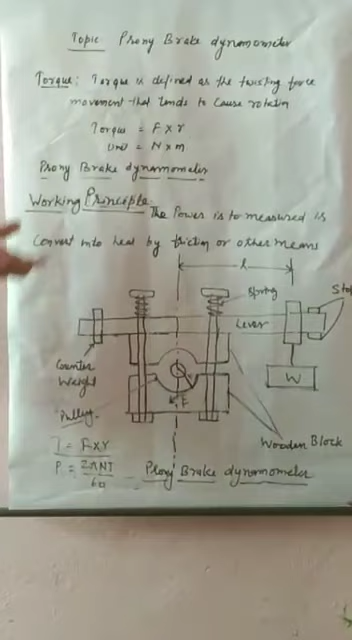 Topic Prony Brake dynamometer
Torque: Torque is defined as the twisting force
movement that tends to cause rotation
Torque = F x r
Unit = N x m
Prony Brake dynamometer
Working Principle: The Power is to measured is
Convert into heat by friction or other means
l
Spring
Stop
Lever
Counter
Weight
W
F
Pulley
Wooden Block
T = F x r
P = 2πNT
60
Prony Brake dynamometer